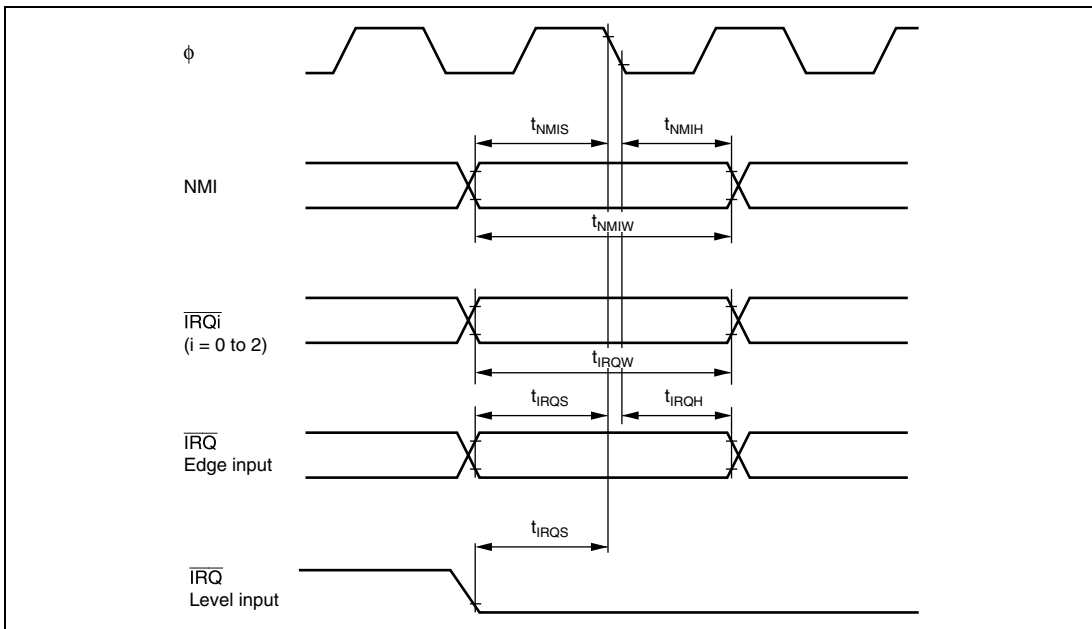 ϕ
tNMIS
tNMIH
NMI
tNMIW
IRQi
(i = 0 to 2)
tIRQW
tIRQS
tIRQH
IRQ
Edge input
tIRQS
IRQ
Level input